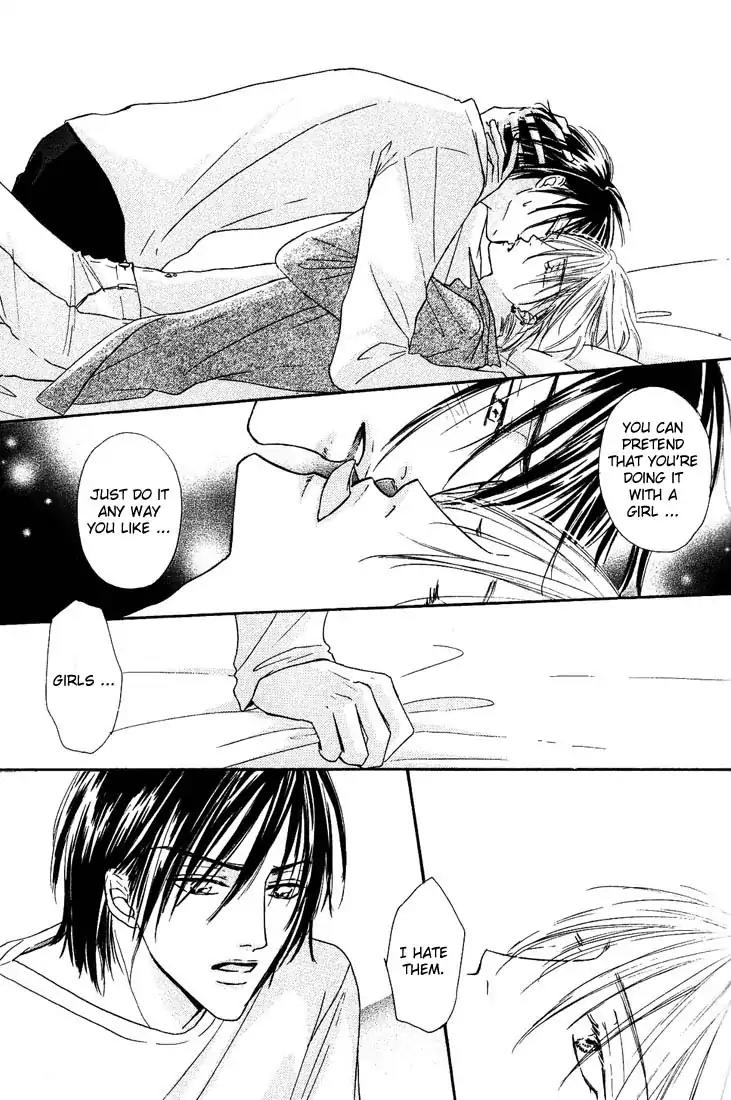 YOU CAN
PRETEND
THAT YOU'RE
DOING IT
WITH A
GIRL ...
JUST DO IT
ANY WAY
YOU LIKE ...
GIRLS ...
I HATE
THEM.